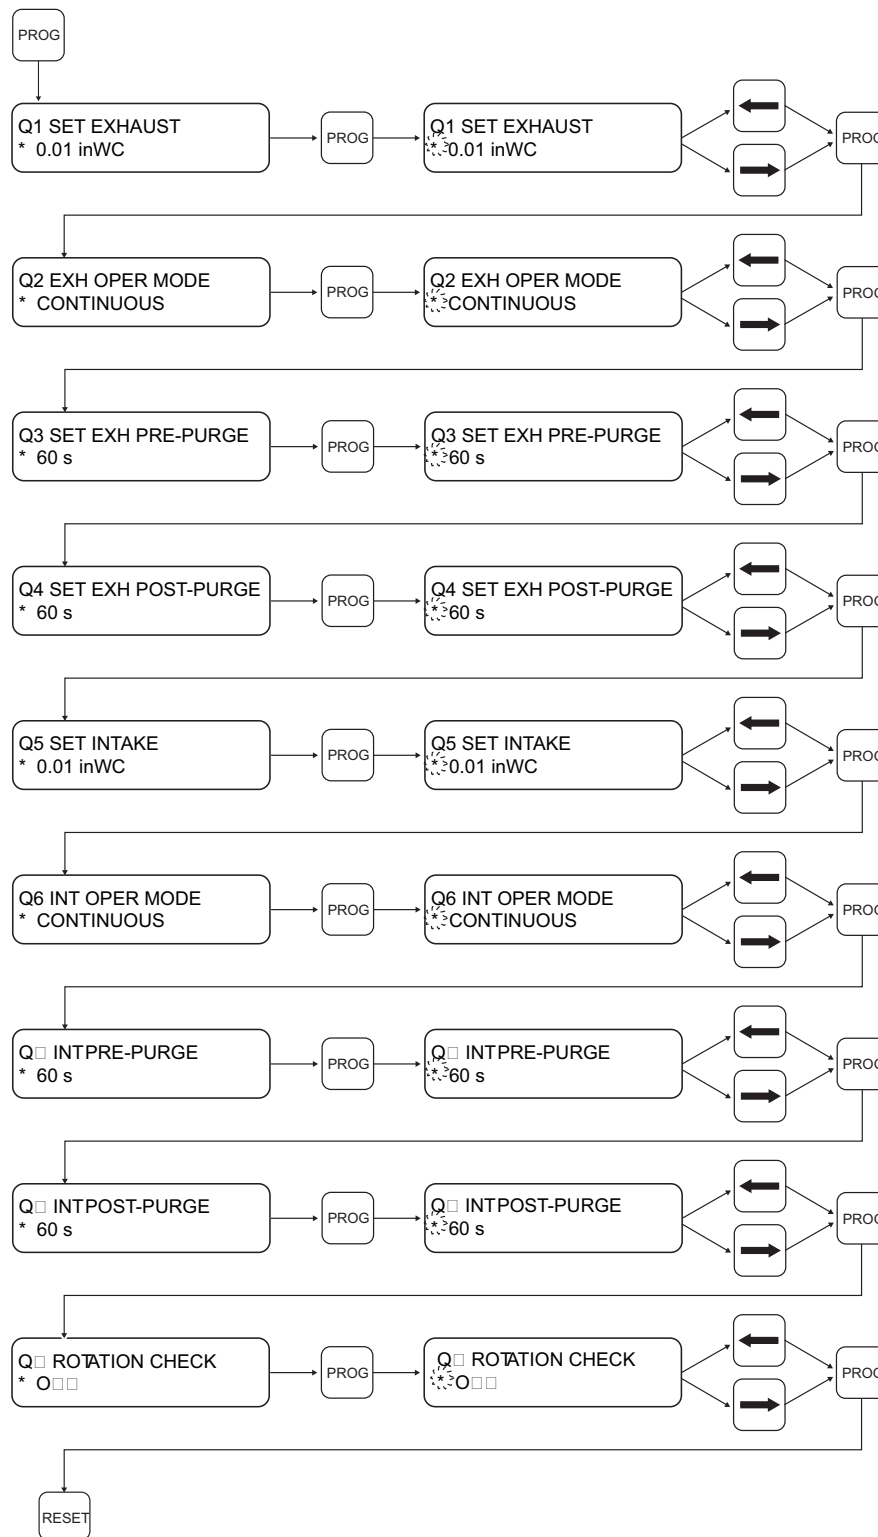 PROG
Q1 SET EXHAUST
* 0.01 inWC
PROG
Q1 SET EXHAUST
* 0.01 inWC
PROG
Q2 EXH OPER MODE
* CONTINUOUS
PROG
Q2 EXH OPER MODE
* CONTINUOUS
PROG
Q3 SET EXH PRE-PURGE
* 60 s
PROG
Q3 SET EXH PRE-PURGE
* 60 s
PROG
Q4 SET EXH POST-PURGE
* 60 s
PROG
Q4 SET EXH POST-PURGE
* 60 s
PROG
Q5 SET INTAKE
* 0.01 inWC
PROG
Q5 SET INTAKE
* 0.01 inWC
PROG
Q6 INT OPER MODE
* CONTINUOUS
PROG
Q6 INT OPER MODE
* CONTINUOUS
PROG
Q□ INTPRE-PURGE
* 60 s
PROG
Q□ INTPRE-PURGE
* 60 s
PROG
Q□ INTPOST-PURGE
* 60 s
PROG
Q□ INTPOST-PURGE
* 60 s
PROG
Q□ ROTATION CHECK
* O□□
PROG
Q□ ROTATION CHECK
* O□□
PROG
RESET